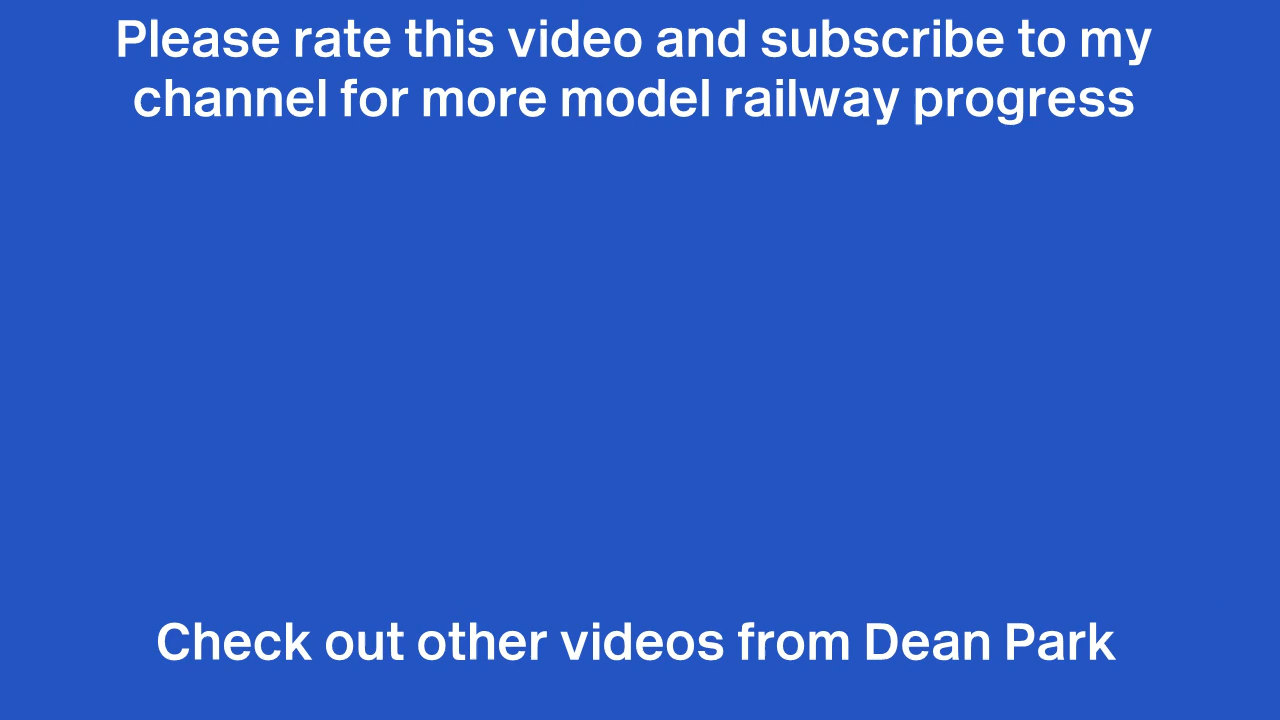 Please rate this video and subscribe to my
channel for more model railway progress
Check out other videos from Dean Park